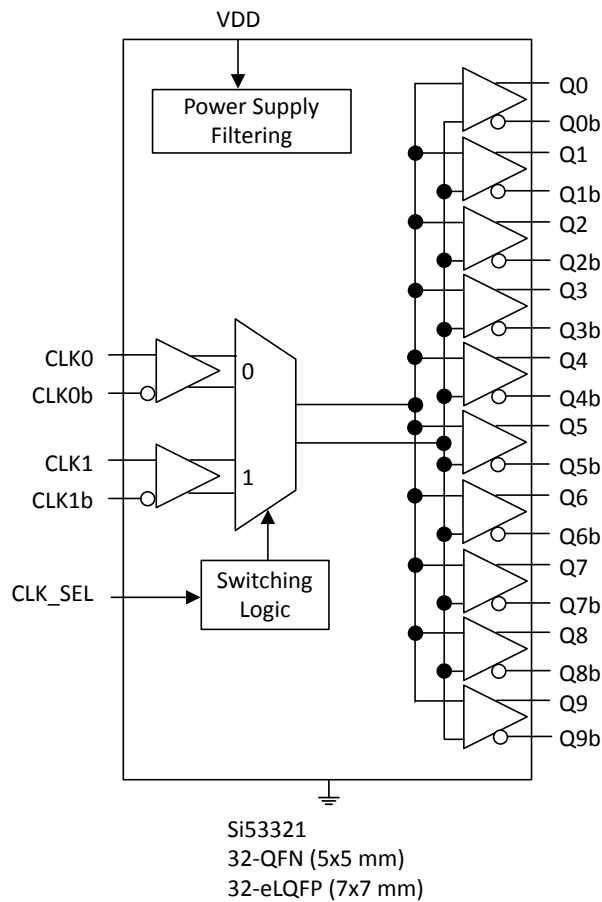 VDD
Power Supply
Filtering
Q0
Q0b
Q1
Q1b
Q2
Q2b
Q3
Q3b
CLK0
0
Q4
CLK0b
Q4b
Q5
CLK1
1
Q5b
CLK1b
Q6
Q6b
Switching
Logic
CLK_SEL
Q7
Q7b
Q8
Q8b
Q9
Q9b
Si53321
32-QFN (5x5 mm)
32-eLQFP (7x7 mm)